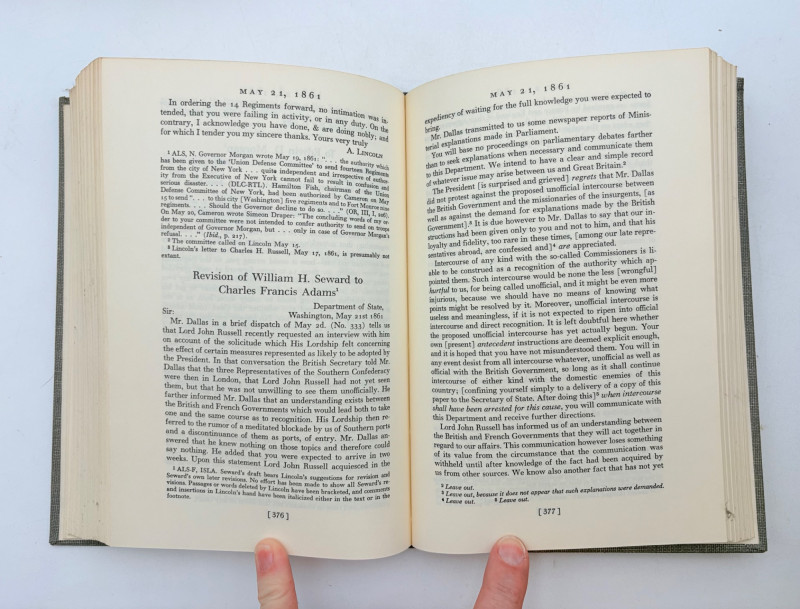 MAY 21, 1861
In ordering the 14 Regiments forward, no intimation was in-
tended, that you were failing in activity, or in any duty. On the
contrary, I acknowledge you have done, & are doing nobly; and
for which I tender you my sincere thanks. Yours very truly
A. LINCOLN
1 ALS, N. Governor Morgan wrote May 19, 1861: ". . . the authority which
has been given to the 'Union Defense Committee' to send fourteen Regiments
from the city of New York . . . quite independent and irrespective of author-
ity from the Executive of New York cannot fail to result in confusion and
serious disaster. . . . (DLC-RTL). Hamilton Fish, chairman of the Union
Defense Committee of New York, had been authorized by Cameron on May
15 to send ". . . to this city [Washington] five regiments and to Fort Monroe nine
regiments. . . . Should the Governor decline to do so. . . ." (OR, III, I, 206).
On May 20, Cameron wrote Simeon Draper: "The concluding words of my or-
der to your committee were not intended to confer authority to send on troops
independent of Governor Morgan, but . . . only in case of Governor Morgan's
refusal. . . ." (Ibid., p. 217).
2 The committee called on Lincoln May 15.
3 Lincoln's letter to Charles H. Russell, May 17, 1861, is presumably not
extant.
Revision of William H. Seward to
Charles Francis Adams1
Department of State,
Sir: Washington, May 21st 1861
Mr. Dallas in a brief dispatch of May 2d. (No. 333) tells us
that Lord John Russell recently requested an interview with him
on account of the solicitude which His Lordship felt concerning
the effect of certain measures represented as likely to be adopted by
the President. In that conversation the British Secretary told Mr.
Dallas that the three Representatives of the Southern Confederacy
were then in London, that Lord John Russell had not yet seen
them, but that he was not unwilling to see them unofficially. He
farther informed Mr. Dallas that an understanding exists between
the British and French Governments which would lead both to take
one and the same course as to recognition. His Lordship then re-
ferred to the rumor of a meditated blockade by us of Southern ports
and a discontinuance of them as ports, of entry. Mr. Dallas an-
swered that he knew nothing on those topics and therefore could
say nothing. He added that you were expected to arrive in two
weeks. Upon this statement Lord John Russell acquiesced in the
1 ALS-F, ISLA. Seward's draft bears Lincoln's suggestions for revision and
Seward's own later revisions. No effort has been made to show all Seward's re-
visions. Passages or words deleted by Lincoln have been bracketed, and comments
and insertions in Lincoln's hand have been italicized either in the text or in the
footnote.
[376]
MAY 21, 1861
expediency of waiting for the full knowledge you were expected to
bring.
Mr. Dallas transmitted to us some newspaper reports of Minis-
terial explanations made in Parliament.
You will base no proceedings on parliamentary debates farther
then to seek explanations when necessary and communicate them
to this Department. We intend to have a clear and simple record
of whatever issue may arise between us and Great Britain.2
The President [is surprised and grieved] regrets that Mr. Dallas
did not protest against the proposed unofficial intercourse between
the British Government and the missionaries of the insurgents, [as
well as against the demand for explanations made by the British
Government].3 It is due however to Mr. Dallas to say that our in-
structions had been given only to you and not to him, and that his
loyalty and fidelity, too rare in these times, [among our late repre-
sentatives abroad, are confessed and]4 are appreciated.
Intercourse of any kind with the so-called Commissioners is li-
able to be construed as a recognition of the authority which ap-
pointed them. Such intercourse would be none the less [wrongful]
hurtful to us, for being called unofficial, and it might be even more
injurious, because we should have no means of knowing what
points might be resolved by it. Moreover, unofficial intercourse is
useless and meaningless, if it is not expected to ripen into official
intercourse and direct recognition. It is left doubtful here whether
the proposed unofficial intercourse has yet actually begun. Your
own [present] antecedent instructions are deemed explicit enough,
and it is hoped that you have not misunderstood them. You will in
any event desist from all intercourse whatever, unofficial as well as
official with the British Government, so long as it shall continue
intercourse of either kind with the domestic enemies of this
country; [confining yourself simply to a delivery of a copy of this
paper to the Secretary of State. After doing this]5 when intercourse
shall have been arrested for this cause, you will communicate with
this Department and receive further directions.
Lord John Russell has informed us of an understanding between
the British and French Governments that they will act together in
regard to our affairs. This communication however loses something
of its value from the circumstance that the communication was
withheld until after knowledge of the fact had been acquired by
us from other sources. We know also another fact that has not yet
2 Leave out.
3 Leave out, because it does not appear that such explanations were demanded.
4 Leave out. 5 Leave out.
[377]